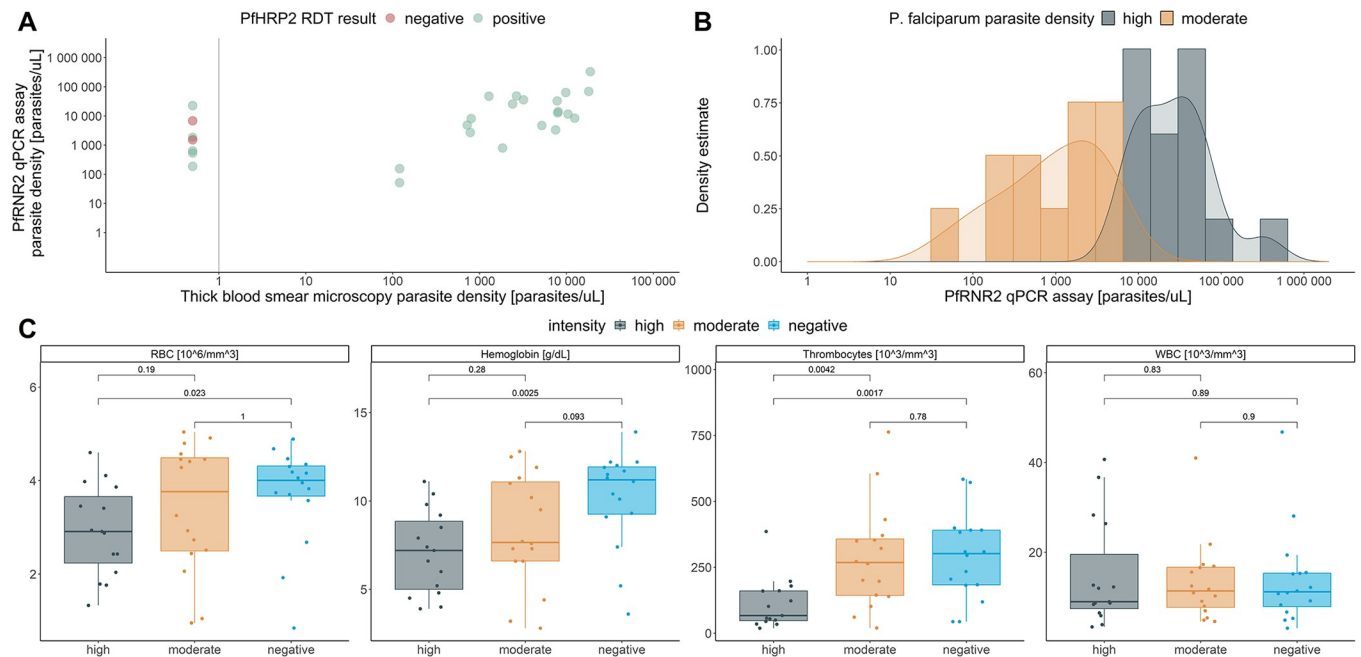 A
PfHRP2 RDT result negative positive
PfRNR2 qPCR assay
parasite density [parasites/uL]
1 000 000
100 000
10 000
1 000
100
10
1
1 10 100 1 000 10 000 100 000
Thick blood smear microscopy parasite density [parasites/uL]
B
P. falciparum parasite density high moderate
Density estimate
1.00
0.75
0.50
0.25
0.00
1 10 100 1 000 10 000 100 000 1 000 000
PfRNR2 qPCR assay [parasites/uL]
C
intensity high moderate negative
RBC [10^6/mm^3]
0.19
0.023
1
6
4
2
high moderate negative
Hemoglobin [g/dL]
0.28
0.0025
0.093
15
10
5
high moderate negative
Thrombocytes [10^3/mm^3]
0.0042
0.0017
0.78
1000
750
500
250
0
high moderate negative
WBC [10^3/mm^3]
0.83
0.89
0.9
60
40
20
high moderate negative